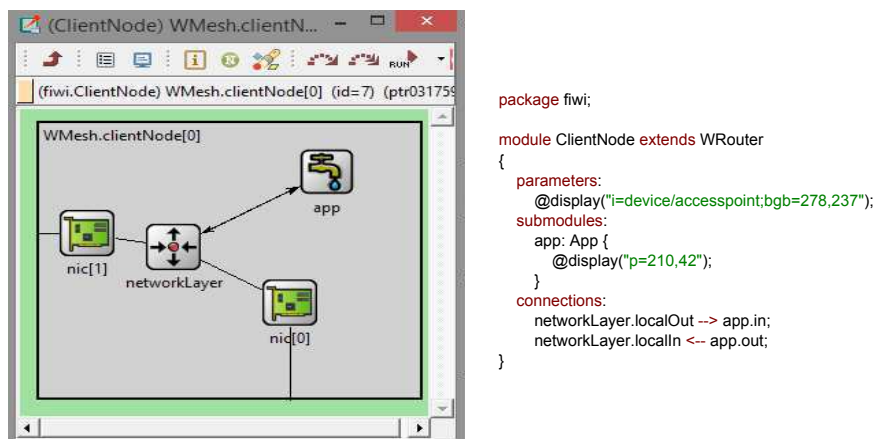 (ClientNode) WMesh.clientN...
RUN
(fiwi.ClientNode) WMesh.clientNode[0] (id=7) (ptr031759
WMesh.clientNode[0]
app
nic[1]
networkLayer
nic[0]
package fiwi;
module ClientNode extends WRouter
{
parameters:
@display("i=device/accesspoint;bgb=278,237");
submodules:
app: App {
@display("p=210,42");
}
connections:
networkLayer.localOut --> app.in;
networkLayer.localIn <-- app.out;
}